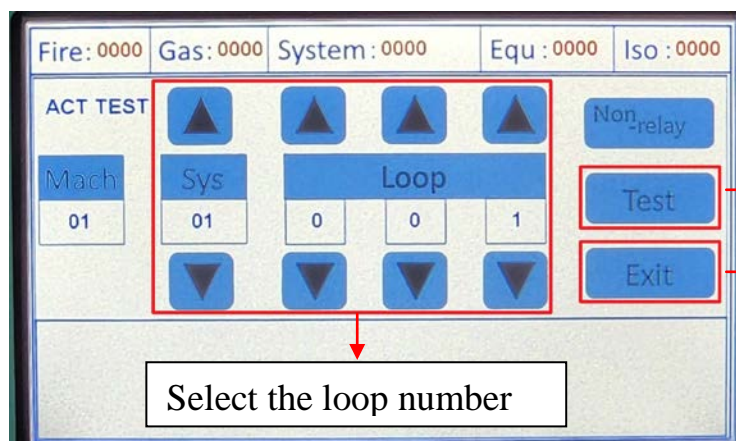 Fire: 0000 Gas: 0000 System: 0000 Equ: 0000 Iso: 0000
ACT TEST
Non-relay
Mach Sys Loop
Test
01 01 0 0 1
Exit
Select the loop number